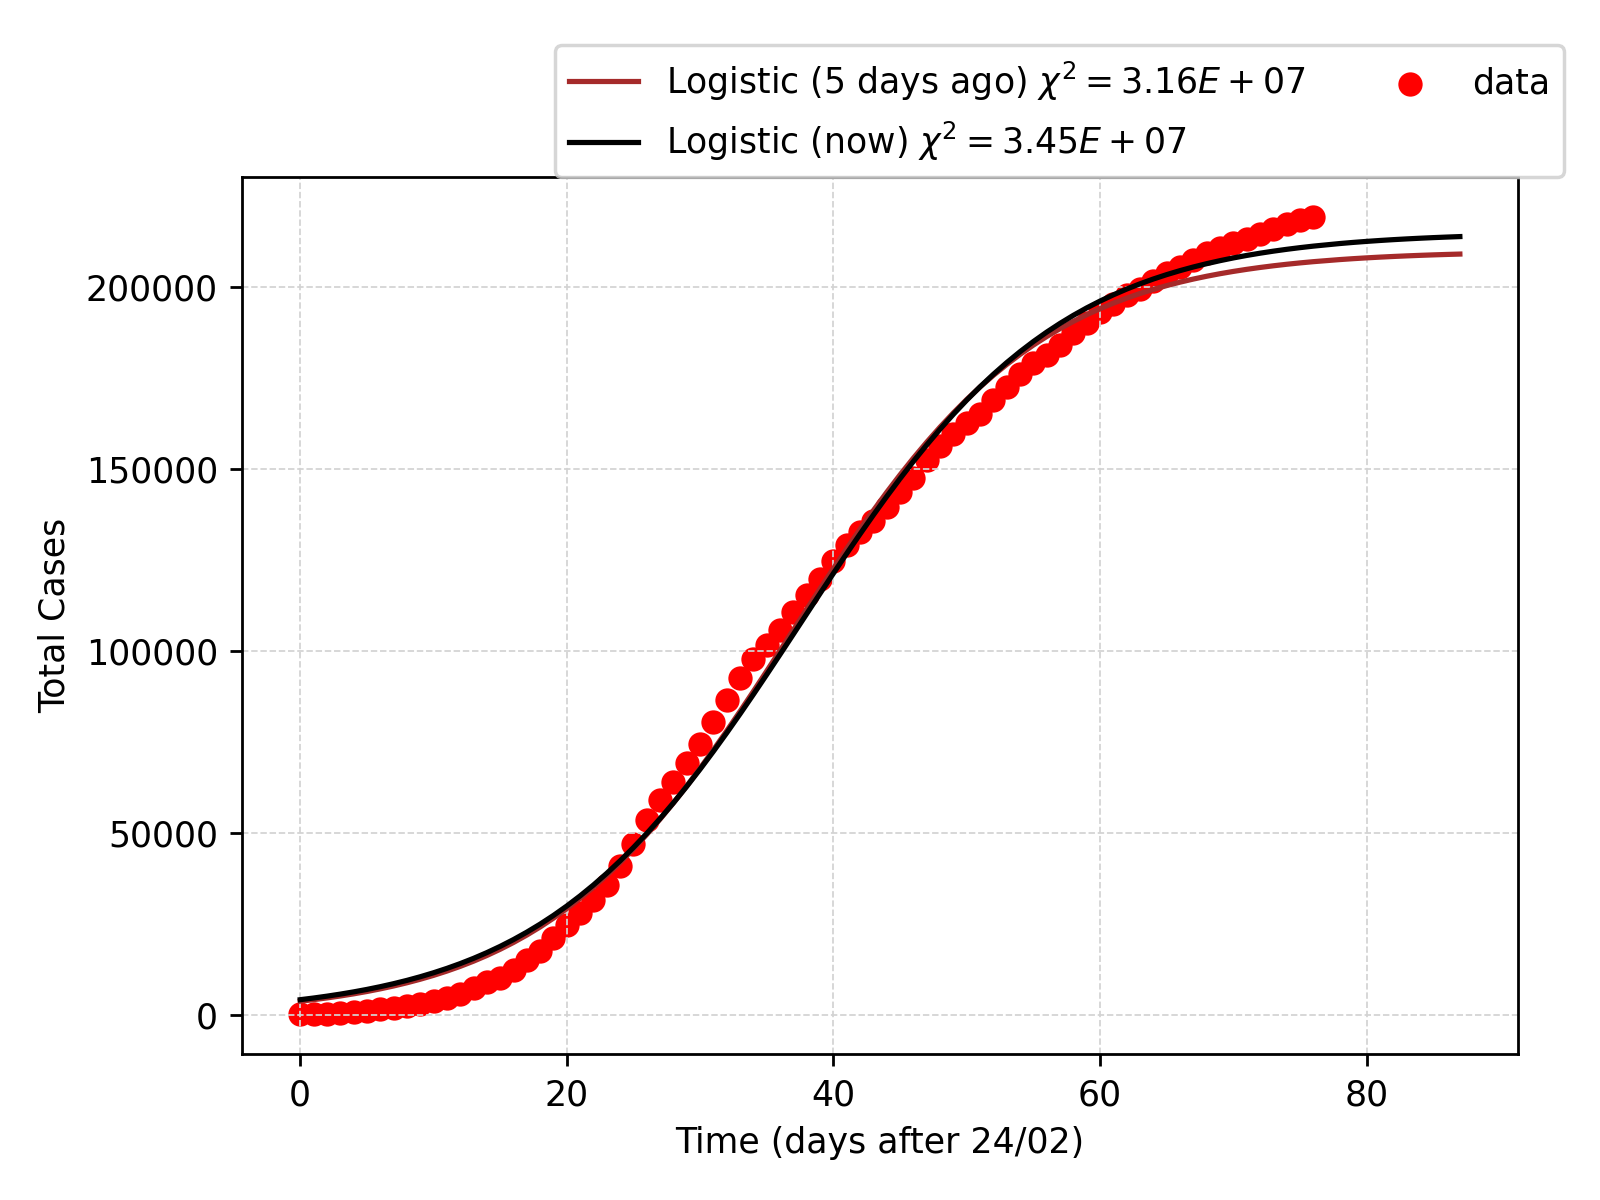 Logistic (5 days ago) χ² = 3.16E + 07
data
Logistic (now) χ² = 3.45E + 07
200000
150000
100000
50000
0
Total Cases
0 20 40 60 80
Time (days after 24/02)